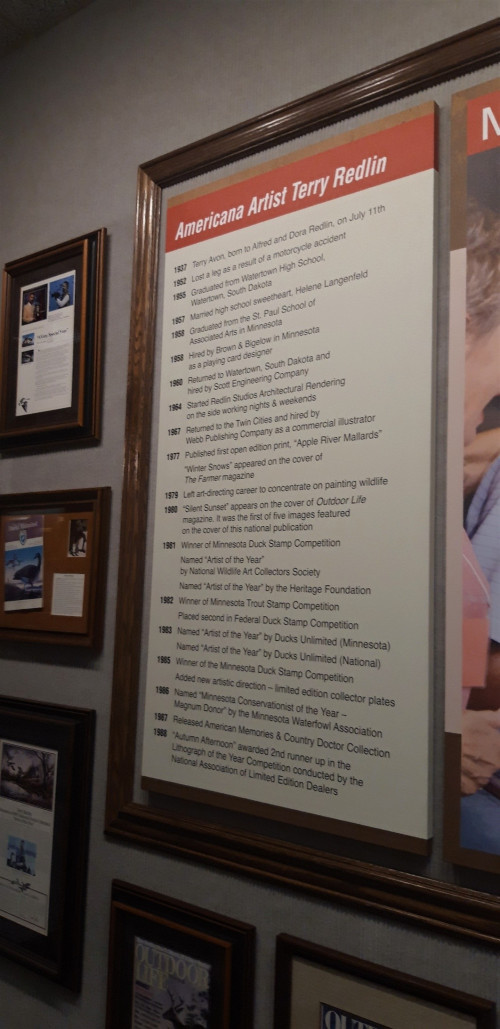 Americana Artist Terry Redlin
1937 Terry Avon, born to Alfred and Dora Redlin, on July 11th
1952 Lost a leg as a result of a motorcycle accident
1955 Graduated from Watertown High School,
Watertown, South Dakota
1957 Married high school sweetheart, Helene Langenfeld
1958 Graduated from the St. Paul School of
Associated Arts in Minnesota
1958 Hired by Brown & Bigelow in Minnesota
as a playing card designer
1960 Returned to Watertown, South Dakota and
hired by Scott Engineering Company
1964 Started Redlin Studios Architectural Rendering
on the side working nights & weekends
1967 Returned to the Twin Cities and hired by
Webb Publishing Company as a commercial illustrator
1977 Published first open edition print, "Apple River Mallards"
"Winter Snows" appeared on the cover of
The Farmer magazine
1979 Left art-directing career to concentrate on painting wildlife
1980 "Silent Sunset" appears on the cover of Outdoor Life
magazine. It was the first of five images featured
on the cover of this national publication
1981 Winner of Minnesota Duck Stamp Competition
Named "Artist of the Year"
by National Wildlife Art Collectors Society
Named "Artist of the Year" by the Heritage Foundation
1982 Winner of Minnesota Trout Stamp Competition
Placed second in Federal Duck Stamp Competition
1983 Named "Artist of the Year" by Ducks Unlimited (Minnesota)
Named "Artist of the Year" by Ducks Unlimited (National)
1985 Winner of the Minnesota Duck Stamp Competition
Added new artistic direction – limited edition collector plates
1986 Named "Minnesota Conservationist of the Year –
Magnum Donor" by the Minnesota Waterfowl Association
1987 Released American Memories & Country Doctor Collection
1988 "Autumn Afternoon" awarded 2nd runner up in the
Lithograph of the Year Competition conducted by the
National Association of Limited Edition Dealers
N
OUTDOOR
LIFE
OUT